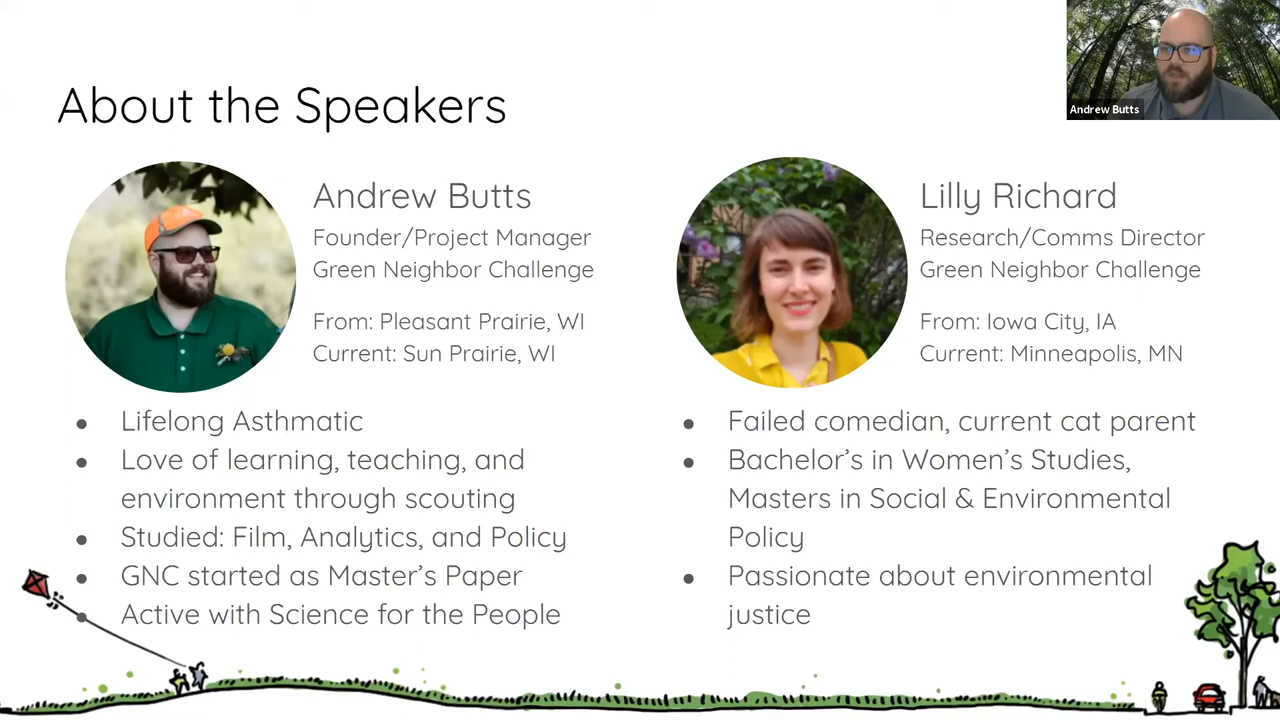 About the Speakers
Andrew Butts
Andrew Butts
Founder/Project Manager
Green Neighbor Challenge
From: Pleasant Prairie, WI
Current: Sun Prairie, WI
● Lifelong Asthmatic
● Love of learning, teaching, and
environment through scouting
● Studied: Film, Analytics, and Policy
● GNC started as Master's Paper
● Active with Science for the People
Lilly Richard
Research/Comms Director
Green Neighbor Challenge
From: Iowa City, IA
Current: Minneapolis, MN
● Failed comedian, current cat parent
● Bachelor's in Women's Studies,
Masters in Social & Environmental
Policy
● Passionate about environmental
justice